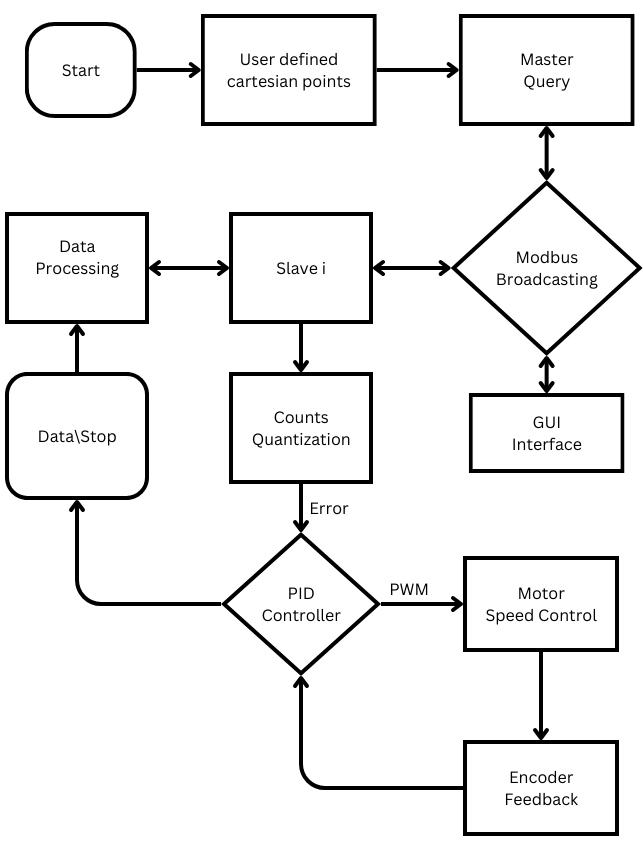 Start
User defined
cartesian points
Master
Query
Data
Processing
Slave i
Modbus
Broadcasting
Data\Stop
Counts
Quantization
GUI
Interface
Error
PID
Controller
PWM
Motor
Speed Control
Encoder
Feedback